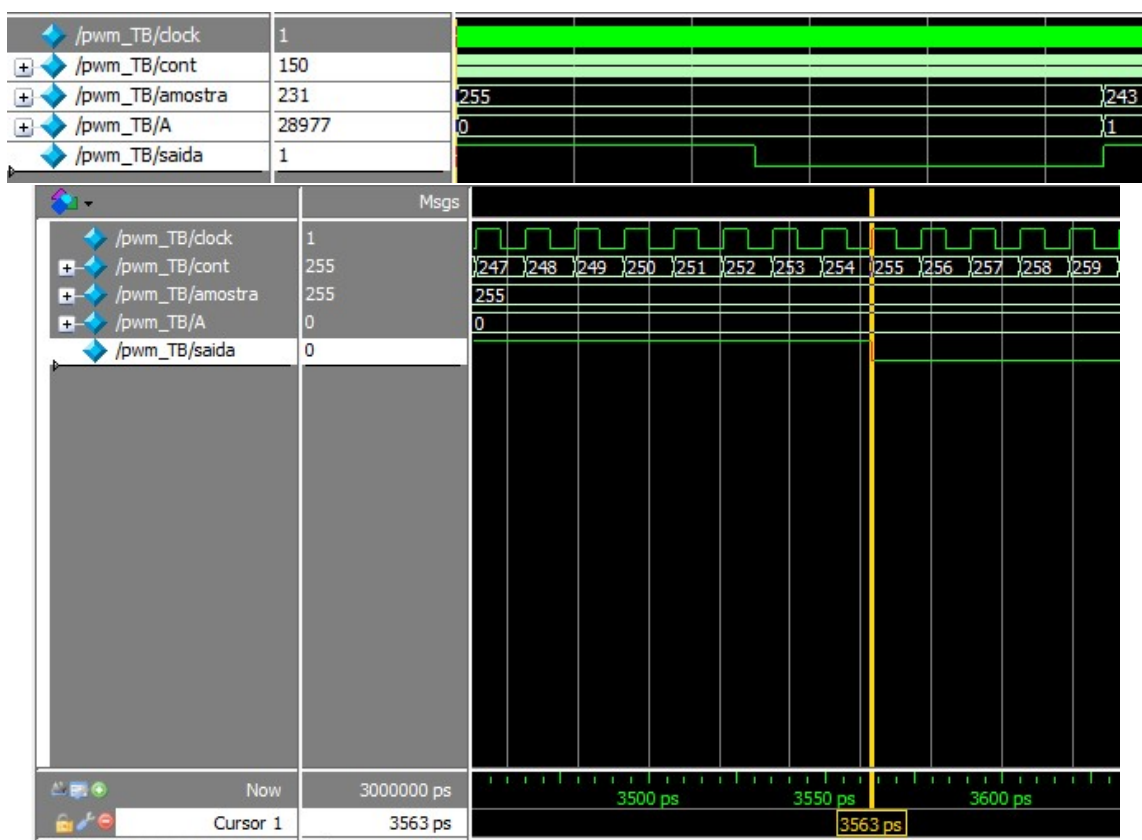 /pwm_TB/clock 1
/pwm_TB/cont 150
/pwm_TB/amostra 231 255 243
/pwm_TB/A 28977 0 1
/pwm_TB/saida 1
Msgs
/pwm_TB/clock 1
/pwm_TB/cont 255 247 248 249 250 251 252 253 254 255 256 257 258 259
/pwm_TB/amostra 255 255
/pwm_TB/A 0 0
/pwm_TB/saida 0
Now 3000000 ps 3500 ps 3550 ps 3600 ps
Cursor 1 3563 ps 3563 ps